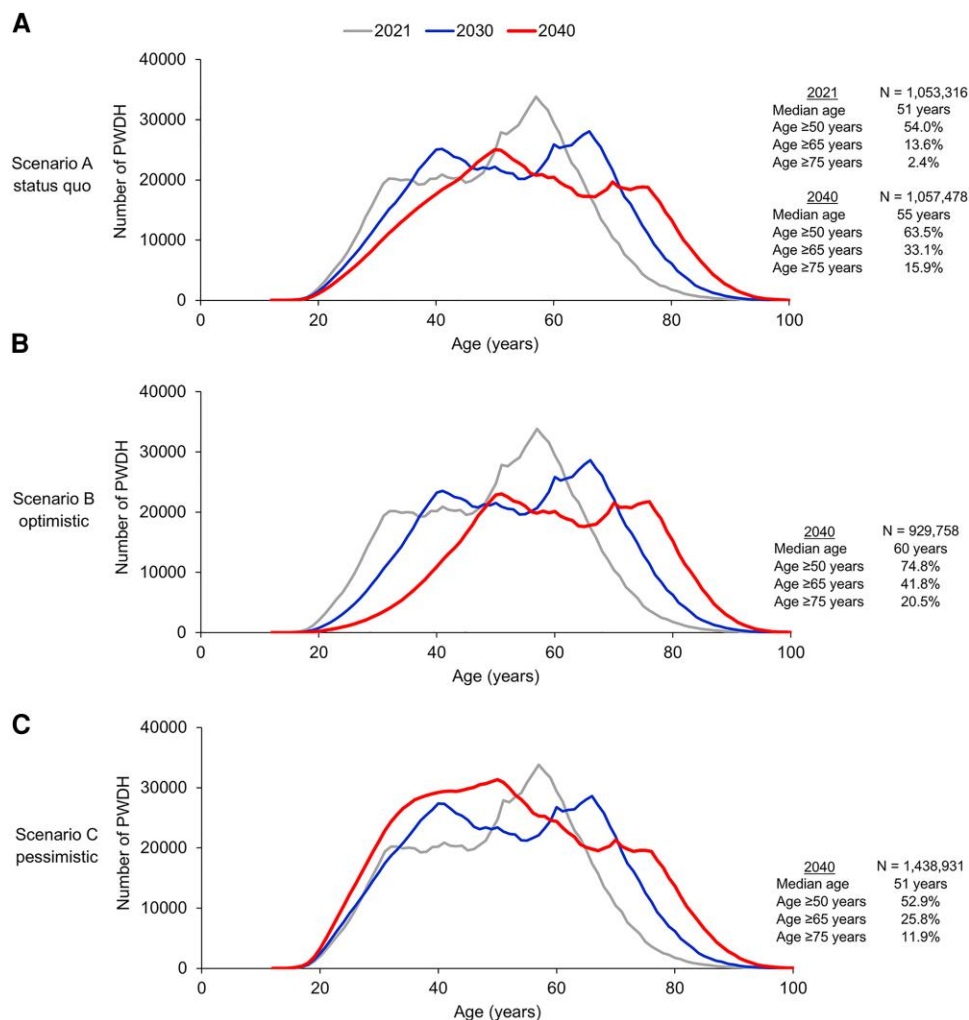 A
2021 2030 2040
40000
30000
20000
10000
0
Number of PWDH
0 20 40 60 80 100
Age (years)
Scenario A
status quo
2021 N = 1,053,316
Median age 51 years
Age ≥50 years 54.0%
Age ≥65 years 13.6%
Age ≥75 years 2.4%
2040 N = 1,057,478
Median age 55 years
Age ≥50 years 63.5%
Age ≥65 years 33.1%
Age ≥75 years 15.9%
B
40000
30000
20000
10000
0
Number of PWDH
0 20 40 60 80 100
Age (years)
Scenario B
optimistic
2040 N = 929,758
Median age 60 years
Age ≥50 years 74.8%
Age ≥65 years 41.8%
Age ≥75 years 20.5%
C
40000
30000
20000
10000
0
Number of PWDH
0 20 40 60 80 100
Age (years)
Scenario C
pessimistic
2040 N = 1,438,931
Median age 51 years
Age ≥50 years 52.9%
Age ≥65 years 25.8%
Age ≥75 years 11.9%